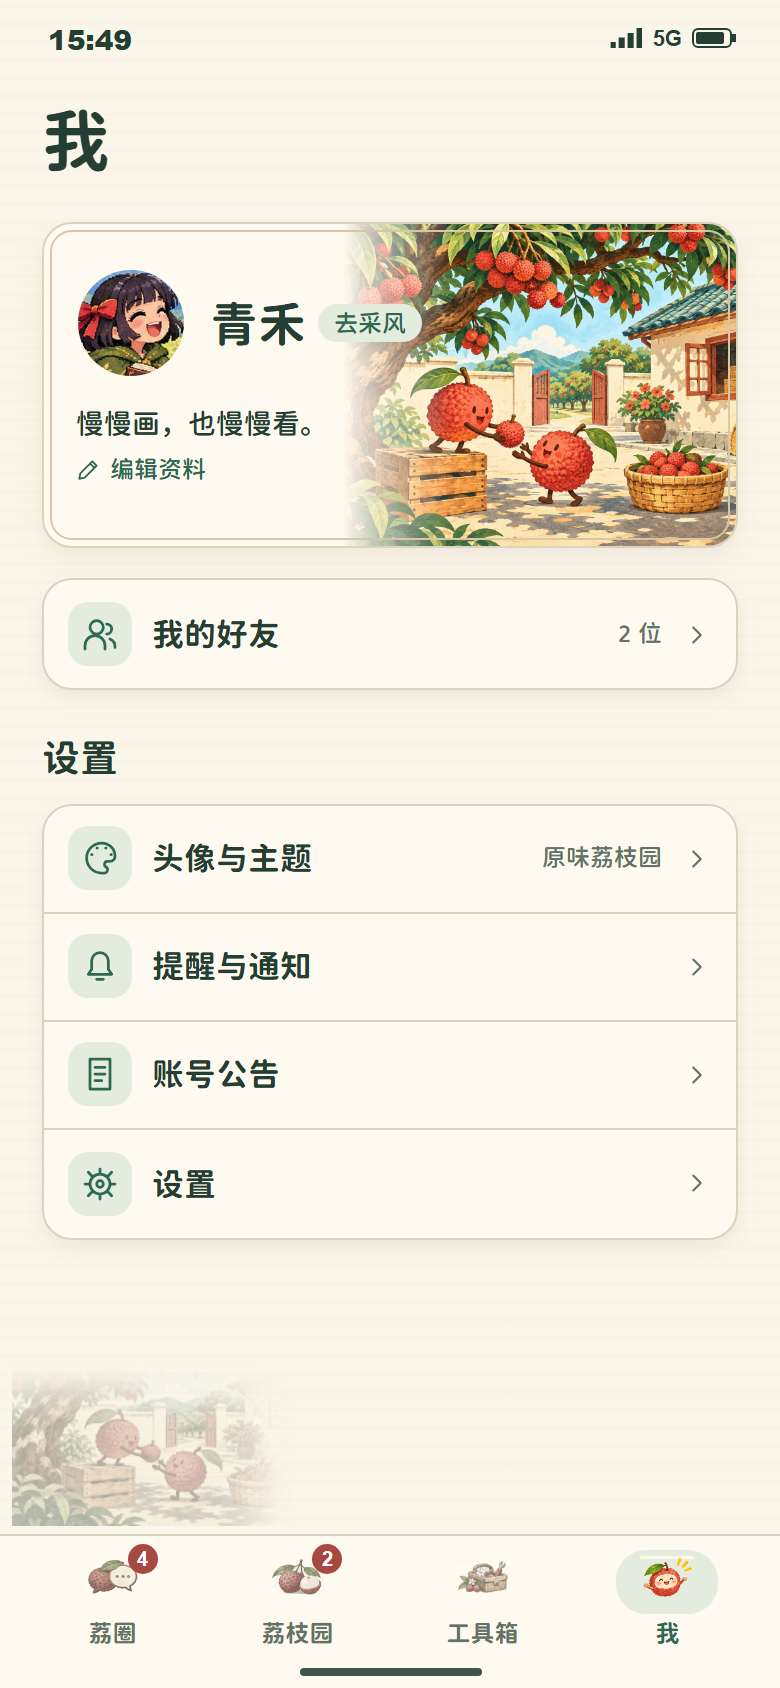 15:49 5G
我
青禾 去采风
慢慢画，也慢慢看。
编辑资料
我的好友 2 位
设置
头像与主题 原味荔枝园
提醒与通知
账号公告
设置
4 2
荔圈 荔枝园 工具箱 我